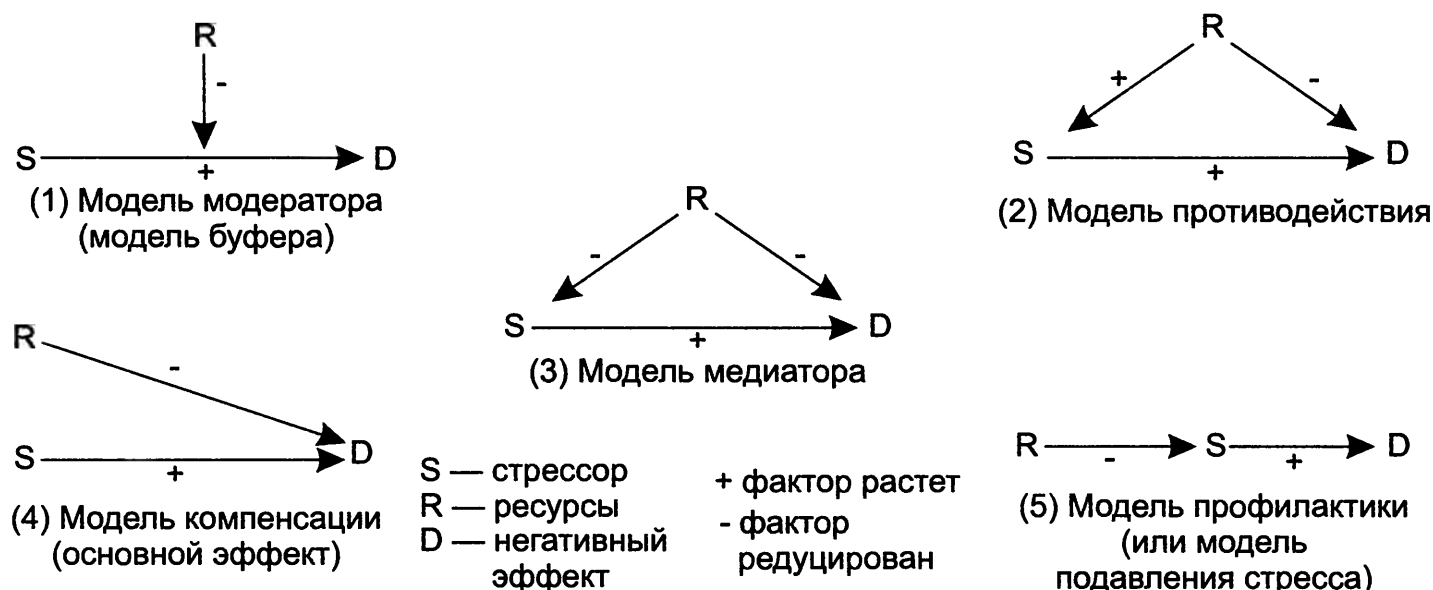 R
-
S
+
D
(1) Модель модератора
(модель буфера)
R
+
-
S
+
D
(2) Модель противодействия
R
-
-
S
+
D
(3) Модель медиатора
R
-
S
+
D
(4) Модель компенсации
(основной эффект)
S — стрессор
R — ресурсы
D — негативный
эффект
+ фактор растет
- фактор
редуцирован
R
-
S
+
D
(5) Модель профилактики
(или модель
подавления стресса)